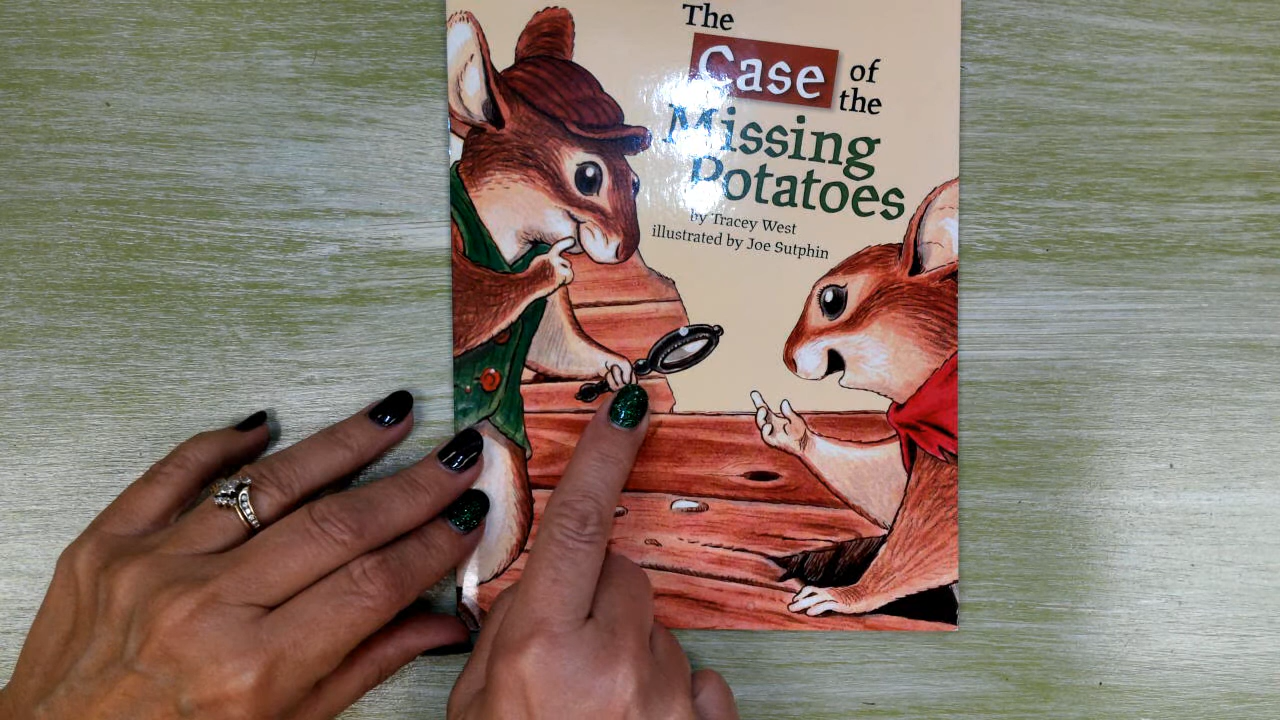 The
Case of
the
Missing
Potatoes
by Tracey West
illustrated by Joe Sutphin